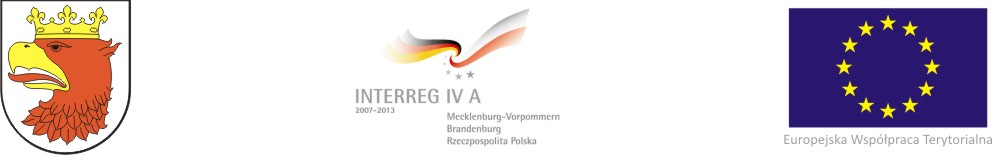 INTERREG IV A
2007-2013
Mecklenburg-Vorpommern
Brandenburg
Rzeczpospolita Polska
Europejska Współpraca Terytorialna